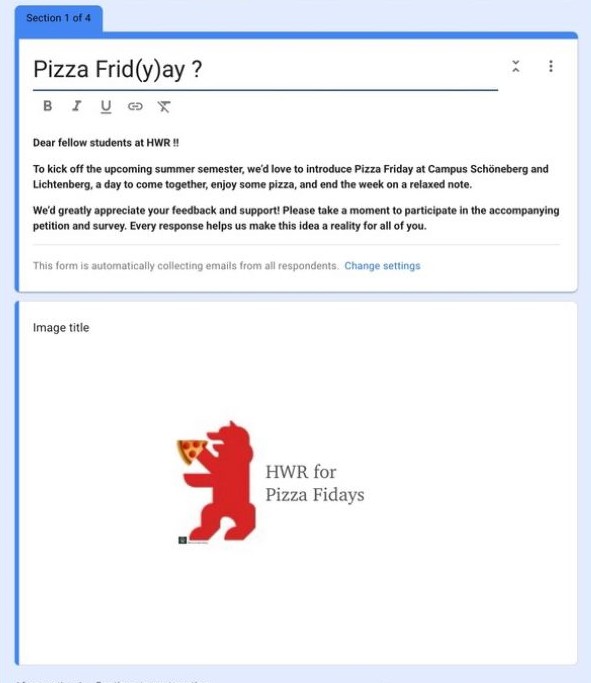 Section 1 of 4
Pizza Frid(y)ay ?
B I U
Dear fellow students at HWR !!
To kick off the upcoming summer semester, we'd love to introduce Pizza Friday at Campus Schöneberg and
Lichtenberg, a day to come together, enjoy some pizza, and end the week on a relaxed note.
We'd greatly appreciate your feedback and support! Please take a moment to participate in the accompanying
petition and survey. Every response helps us make this idea a reality for all of you.
This form is automatically collecting emails from all respondents. Change settings
Image title
HWR for
Pizza Fidays